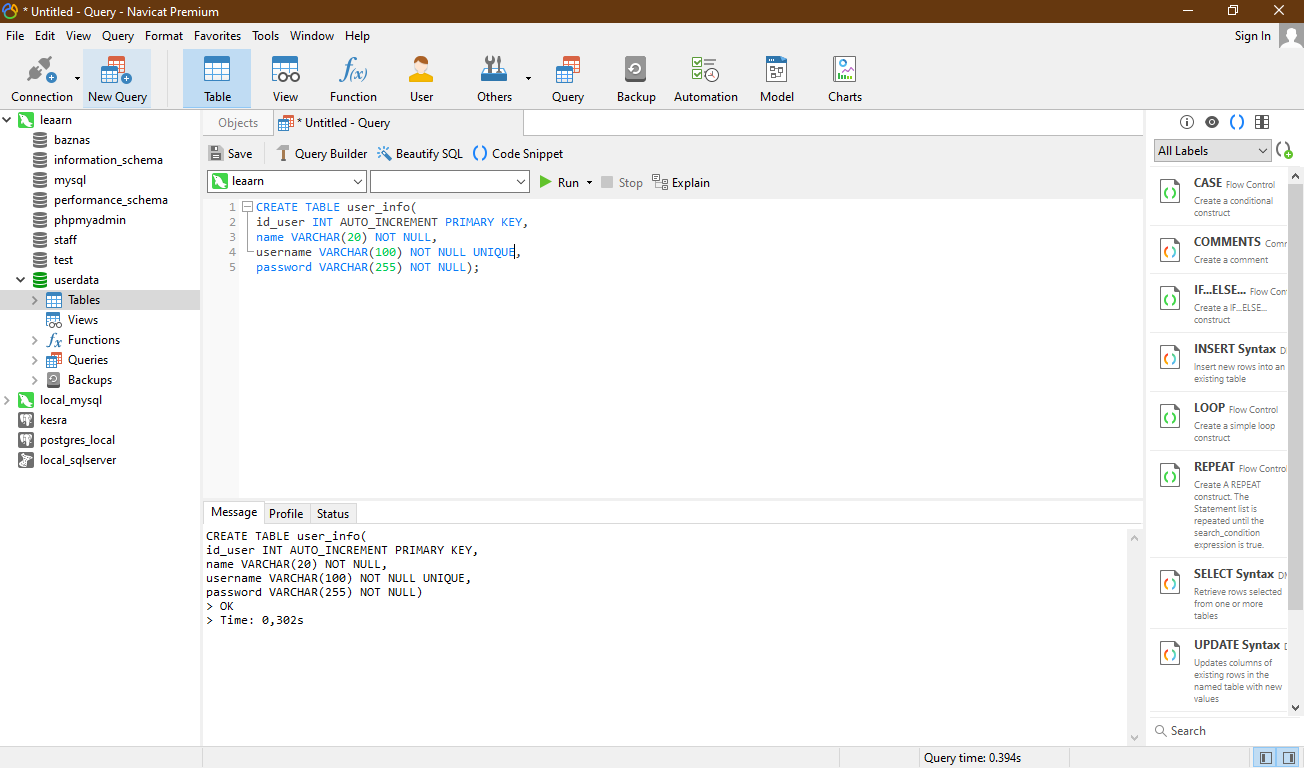 * Untitled - Query - Navicat Premium
File Edit View Query Format Favorites Tools Window Help
Sign In
Connection New Query Table View Function User Others Query Backup Automation Model Charts
leaarn
baznas
information_schema
mysql
performance_schema
phpmyadmin
staff
test
userdata
Tables
Views
Functions
Queries
Backups
local_mysql
kesra
postgres_local
local_sqlserver
Objects * Untitled - Query
Save Query Builder Beautify SQL Code Snippet
leaarn Run Stop Explain
1 CREATE TABLE user_info(
2 id_user INT AUTO_INCREMENT PRIMARY KEY,
3 name VARCHAR(20) NOT NULL,
4 username VARCHAR(100) NOT NULL UNIQUE,
5 password VARCHAR(255) NOT NULL);
Message Profile Status
CREATE TABLE user_info(
id_user INT AUTO_INCREMENT PRIMARY KEY,
name VARCHAR(20) NOT NULL,
username VARCHAR(100) NOT NULL UNIQUE,
password VARCHAR(255) NOT NULL)
> OK
> Time: 0,302s
All Labels
CASE Flow Control
Create a conditional
construct
COMMENTS Comm
Create a comment
IF...ELSE... Flow Con
Create a IF...ELSE...
construct
INSERT Syntax D
Insert new rows into an
existing table
LOOP Flow Control
Create a simple loop
construct
REPEAT Flow Contro
Create A REPEAT
construct. The
Statement list is
repeated until the
search_condition
expression is true.
SELECT Syntax DM
Retrieve rows selected
from one or more
tables
UPDATE Syntax D
Updates columns of
existing rows in the
named table with new
values
Search
Query time: 0.394s